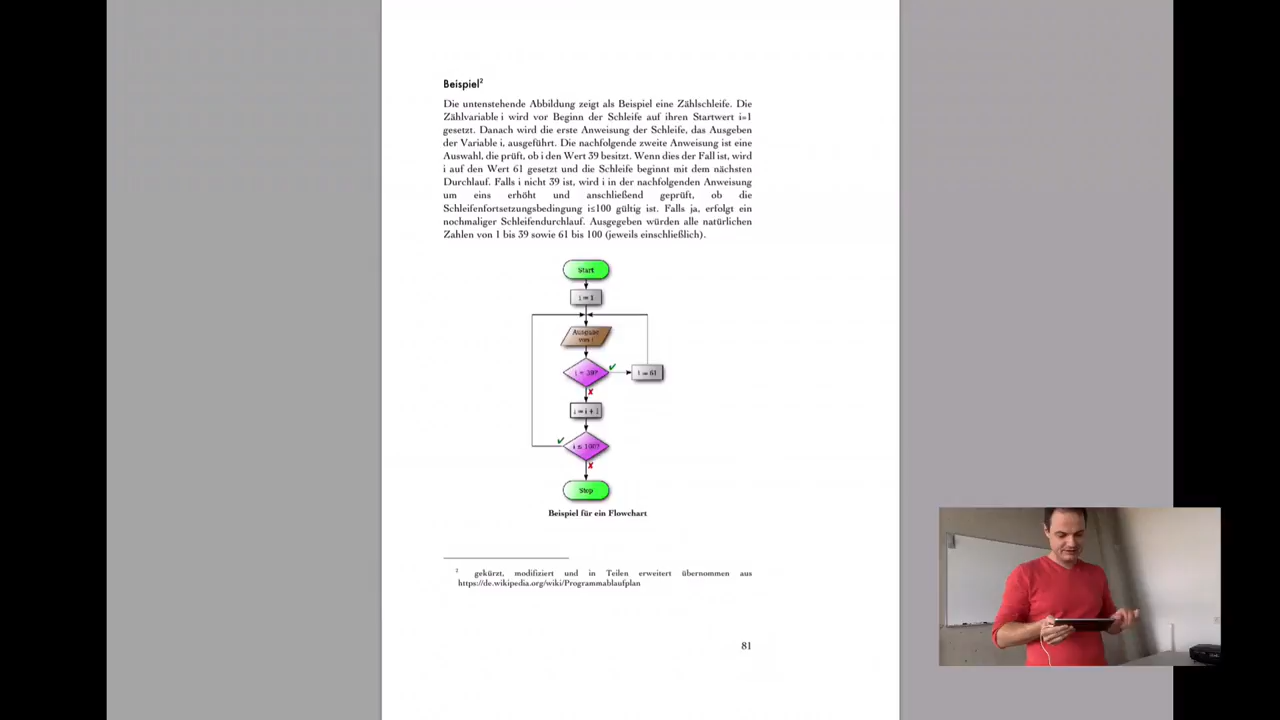 Beispiel²
Die untenstehende Abbildung zeigt als Beispiel eine Zählschleife. Die
Zählvariable i wird vor Beginn der Schleife auf ihren Startwert i=1
gesetzt. Danach wird die erste Anweisung der Schleife, das Ausgeben
der Variable i, ausgeführt. Die nachfolgende zweite Anweisung ist eine
Auswahl, die prüft, ob i den Wert 39 besitzt. Wenn dies der Fall ist, wird
i auf den Wert 61 gesetzt und die Schleife beginnt mit dem nächsten
Durchlauf. Falls i nicht 39 ist, wird i in der nachfolgenden Anweisung
um eins erhöht und anschließend geprüft, ob die
Schleifenfortsetzungsbedingung i≤100 gültig ist. Falls ja, erfolgt ein
nochmaliger Schleifendurchlauf. Ausgegeben würden alle natürlichen
Zahlen von 1 bis 39 sowie 61 bis 100 (jeweils einschließlich).
Start
i := 1
Ausgabe
von i
i = 39?
i := 61
i := i + 1
i ≤ 100?
Stop
Beispiel für ein Flowchart
² gekürzt, modifiziert und in Teilen erweitert übernommen aus
https://de.wikipedia.org/wiki/Programmablaufplan
81